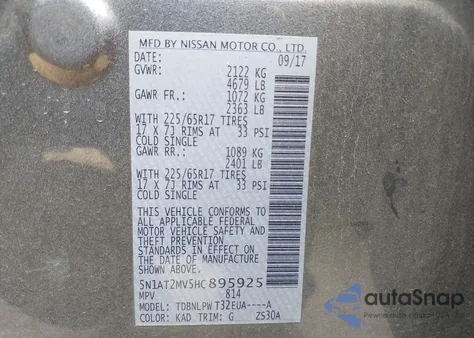 MFD BY NISSAN MOTOR CO., LTD.
DATE: 09/17
GVWR: 2122 KG
4679 LB
GAWR FR.: 1072 KG
2363 LB
WITH 225/65R17 TIRES
17 X 7J RIMS AT 33 PSI
COLD SINGLE
GAWR RR.: 1089 KG
2401 LB
WITH 225/65R17 TIRES
17 X 7J RIMS AT 33 PSI
COLD SINGLE
THIS VEHICLE CONFORMS TO
ALL APPLICABLE FEDERAL
MOTOR VEHICLE SAFETY AND
THEFT PREVENTION
STANDARDS IN EFFECT ON
THE DATE OF MANUFACTURE
SHOWN ABOVE.
5N1AT2MV5HC895925
MPV 814
MODEL: TDBNLPW T32EUA----A
COLOR: KAD TRIM: G ZS30A
autoSnap